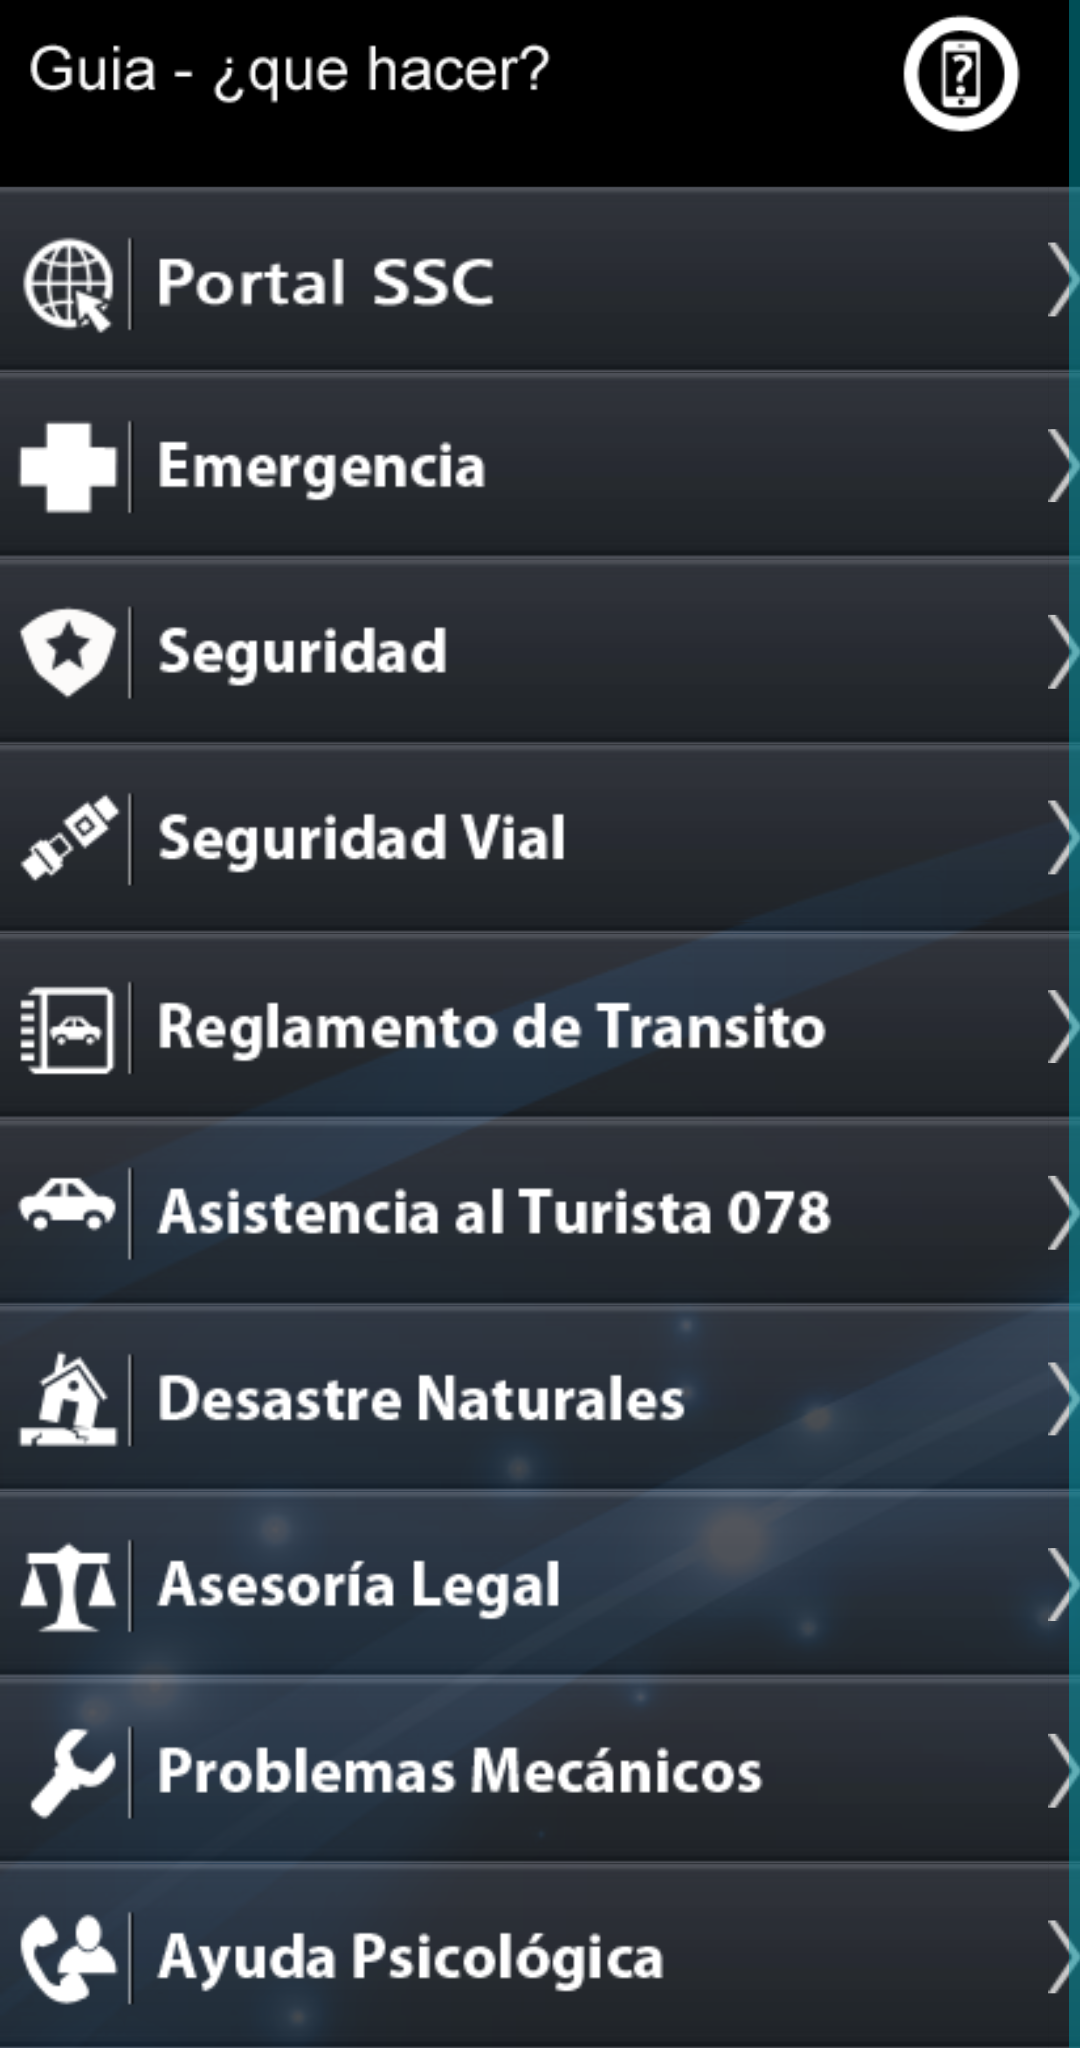 Guia - ¿que hacer?
Portal SSC
Emergencia
Seguridad
Seguridad Vial
Reglamento de Transito
Asistencia al Turista 078
Desastre Naturales
Asesoría Legal
Problemas Mecánicos
Ayuda Psicológica